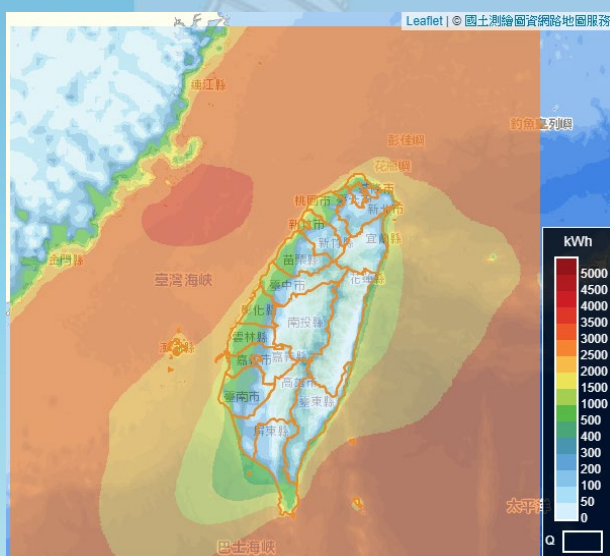 Leaflet | © 國土測繪圖資網路地圖服務
連江縣
釣魚臺列嶼
彭佳嶼
花瓶嶼
桃園市
新北市
新竹市
新竹縣
宜蘭縣
金門縣
臺灣海峽
苗栗縣
花蓮縣
臺中市
彰化縣
南投縣
澎湖縣
雲林縣
嘉義市
嘉義縣
臺南市
高雄市
臺東縣
屏東縣
太平洋
巴士海峽
kWh
5000
4500
4000
3500
3000
2500
2000
1500
1000
500
400
300
200
100
50
0
Q